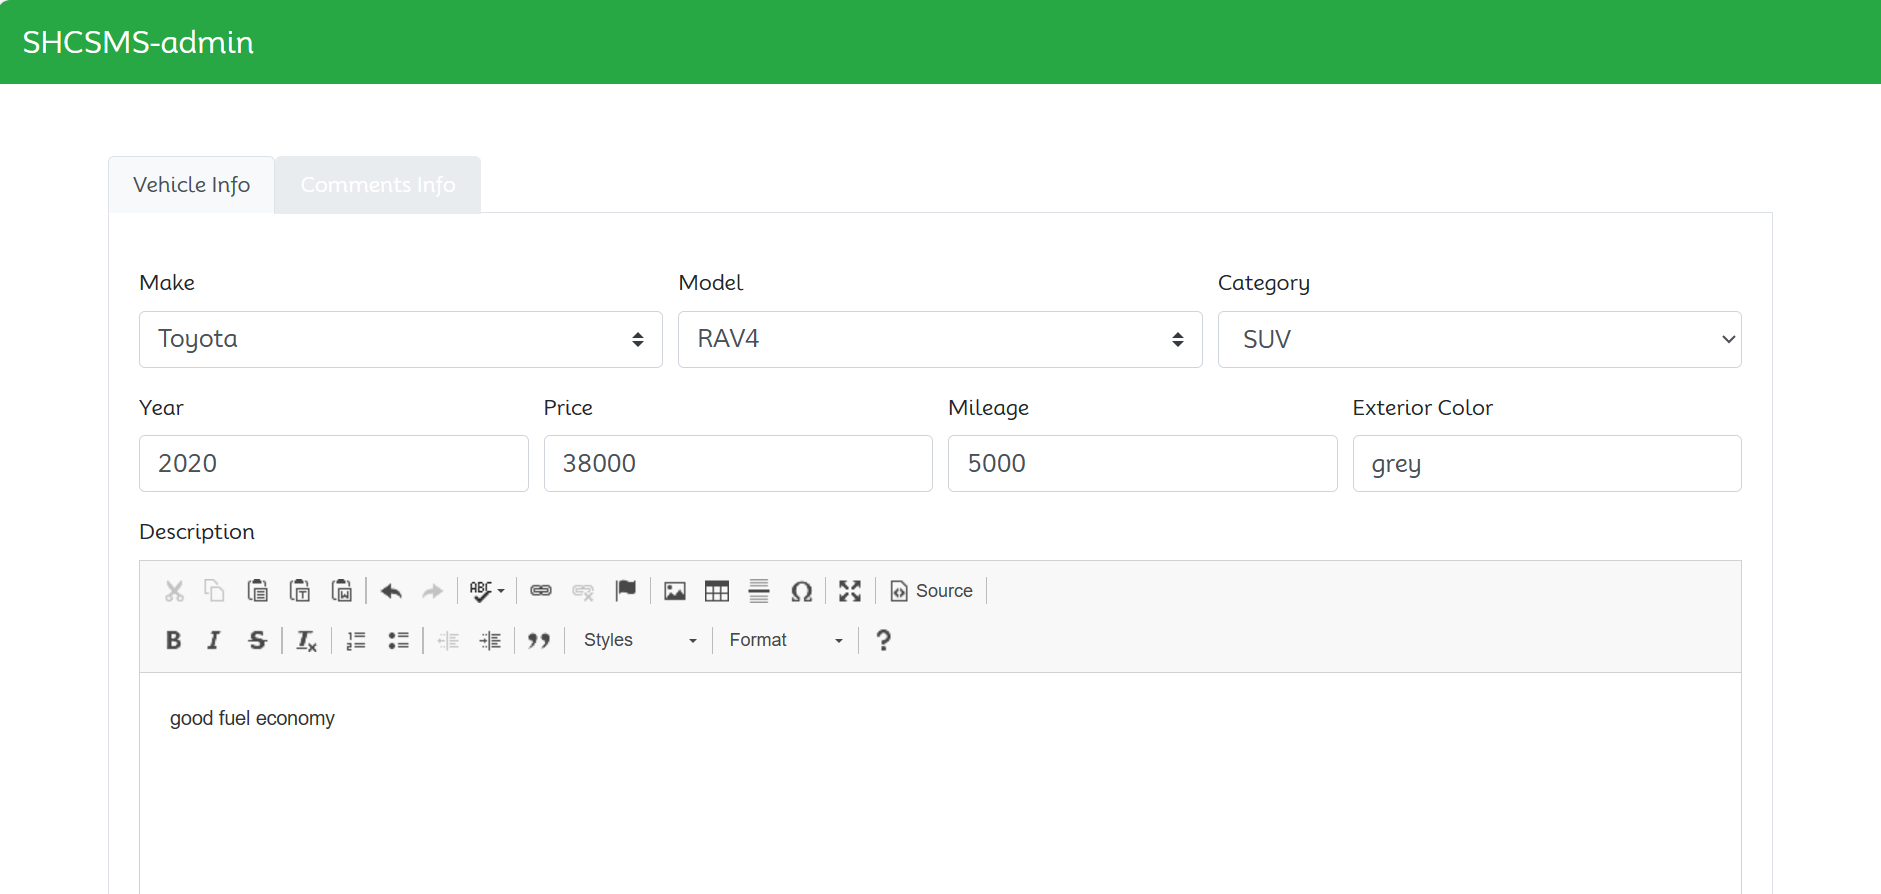 SHCSMS-admin
Vehicle Info Comments Info
Make Model Category
Toyota RAV4 SUV
Year Price Mileage Exterior Color
2020 38000 5000 grey
Description
ABC Source
B I S Styles Format ?
good fuel economy